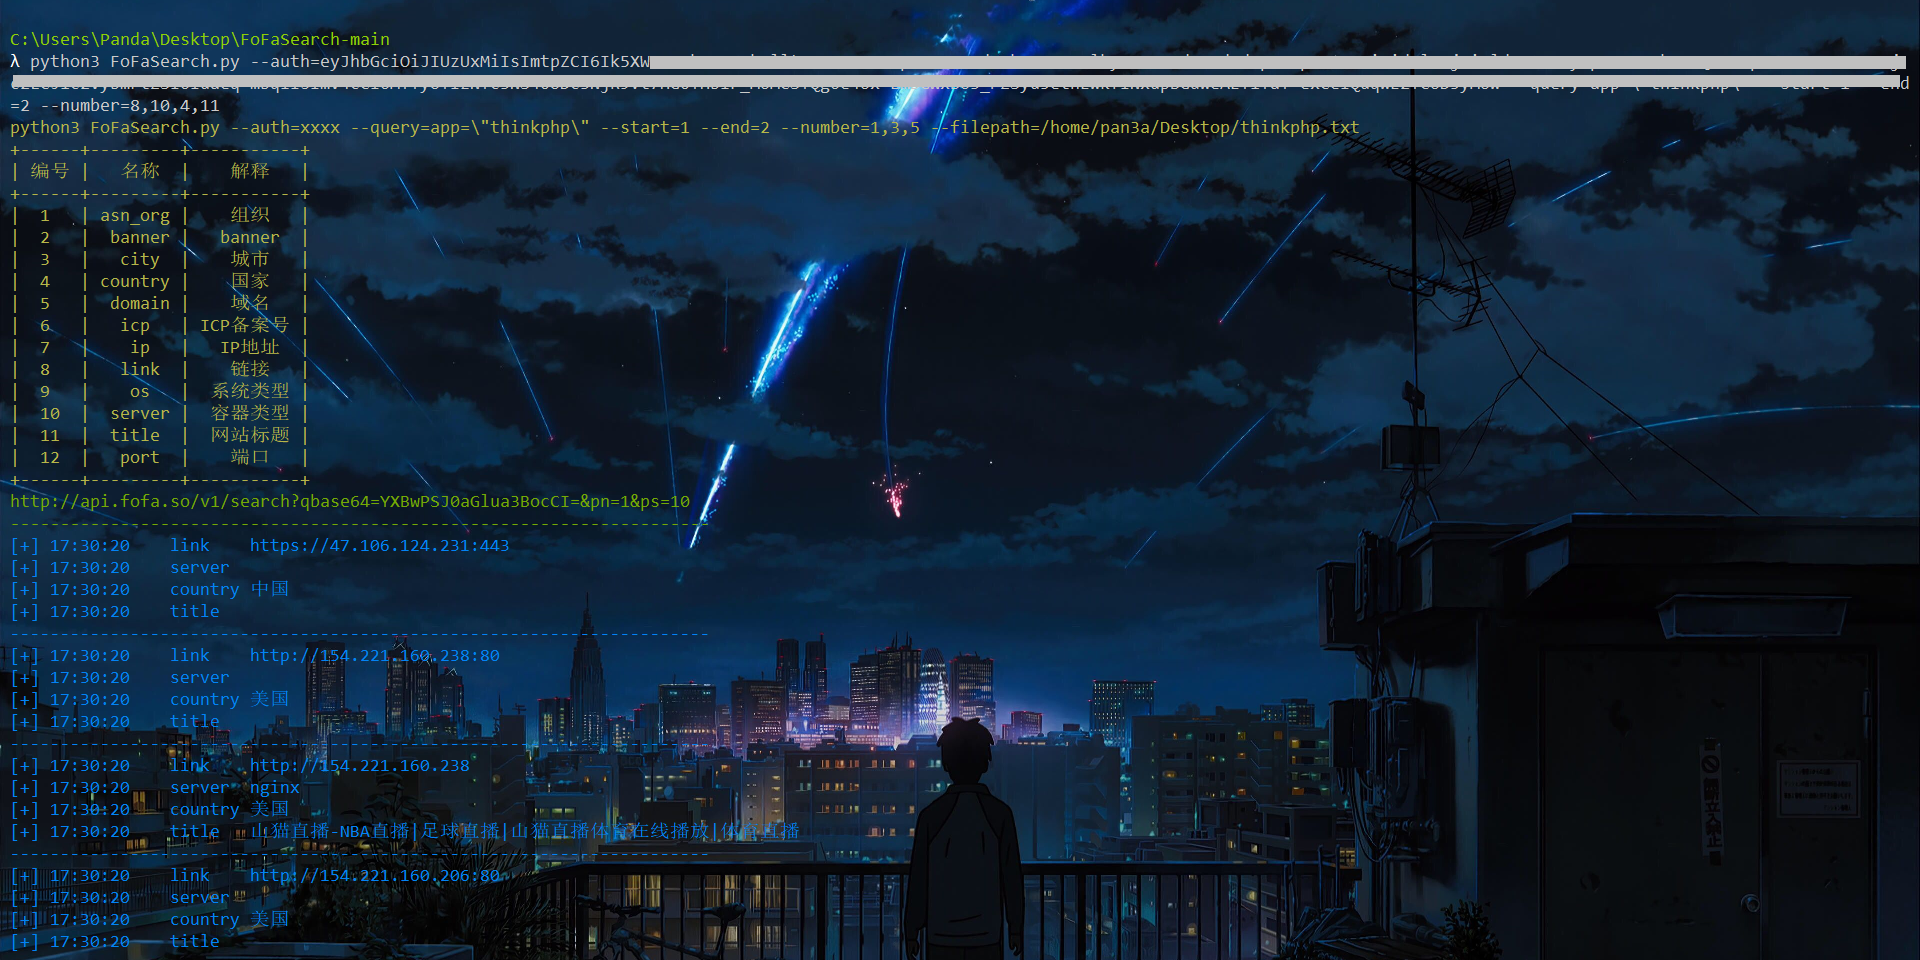 C:\Users\Panda\Desktop\FoFaSearch-main
λ python3 FoFaSearch.py --auth=eyJhbGciOiJIUzUxMiIsImtpZCI6Ik5XW
=2 --number=8,10,4,11
python3 FoFaSearch.py --auth=xxxx --query=app=\"thinkphp\" --start=1 --end=2 --number=1,3,5 --filepath=/home/pan3a/Desktop/thinkphp.txt
+------+---------+-----------+
| 编号 | 名称 | 解释 |
+------+---------+-----------+
| 1 | asn_org | 组织 |
| 2 | banner | banner |
| 3 | city | 城市 |
| 4 | country | 国家 |
| 5 | domain | 域名 |
| 6 | icp | ICP备案号 |
| 7 | ip | IP地址 |
| 8 | link | 链接 |
| 9 | os | 系统类型 |
| 10 | server | 容器类型 |
| 11 | title | 网站标题 |
| 12 | port | 端口 |
+------+---------+-----------+
http://api.fofa.so/v1/search?qbase64=YXBwPSJ0aGlua3BocCI=&pn=1&ps=10
----------------------------------------------------------------------
[+] 17:30:20 link https://47.106.124.231:443
[+] 17:30:20 server
[+] 17:30:20 country 中国
[+] 17:30:20 title
----------------------------------------------------------------------
[+] 17:30:20 link http://154.221.160.238:80
[+] 17:30:20 server
[+] 17:30:20 country 美国
[+] 17:30:20 title
----------------------------------------------------------------------
[+] 17:30:20 link http://154.221.160.238
[+] 17:30:20 server nginx
[+] 17:30:20 country 美国
[+] 17:30:20 title 山猫直播-NBA直播|足球直播|山猫直播体育在线播放|体育直播
----------------------------------------------------------------------
[+] 17:30:20 link http://154.221.160.206:80
[+] 17:30:20 server
[+] 17:30:20 country 美国
[+] 17:30:20 title